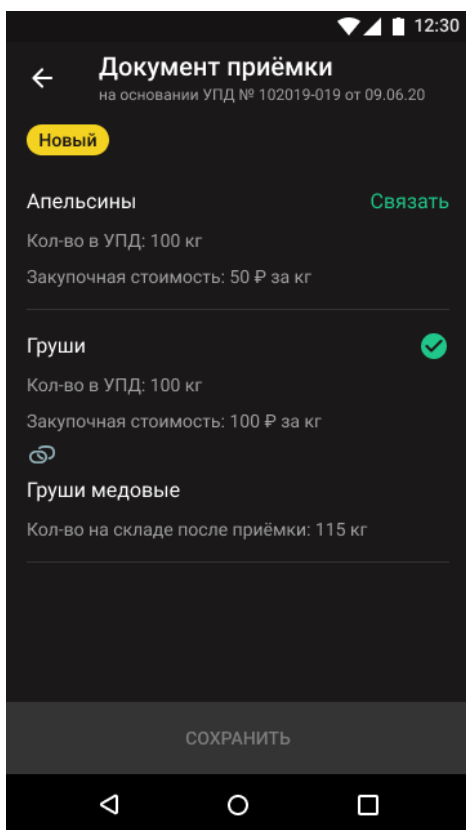 12:30
Документ приёмки
на основании УПД № 102019-019 от 09.06.20
Новый
Апельсины Связать
Кол-во в УПД: 100 кг
Закупочная стоимость: 50 ₽ за кг
Груши
Кол-во в УПД: 100 кг
Закупочная стоимость: 100 ₽ за кг
Груши медовые
Кол-во на складе после приёмки: 115 кг
СОХРАНИТЬ